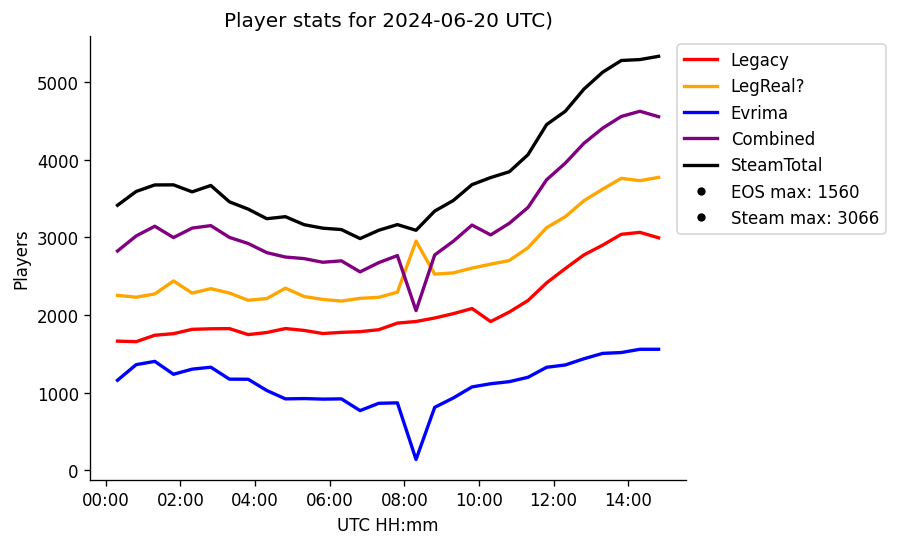 Player stats for 2024-06-20 UTC)
Players
5000
4000
3000
2000
1000
0
00:00 02:00 04:00 06:00 08:00 10:00 12:00 14:00
UTC HH:mm
Legacy
LegReal?
Evrima
Combined
SteamTotal
EOS max: 1560
Steam max: 3066